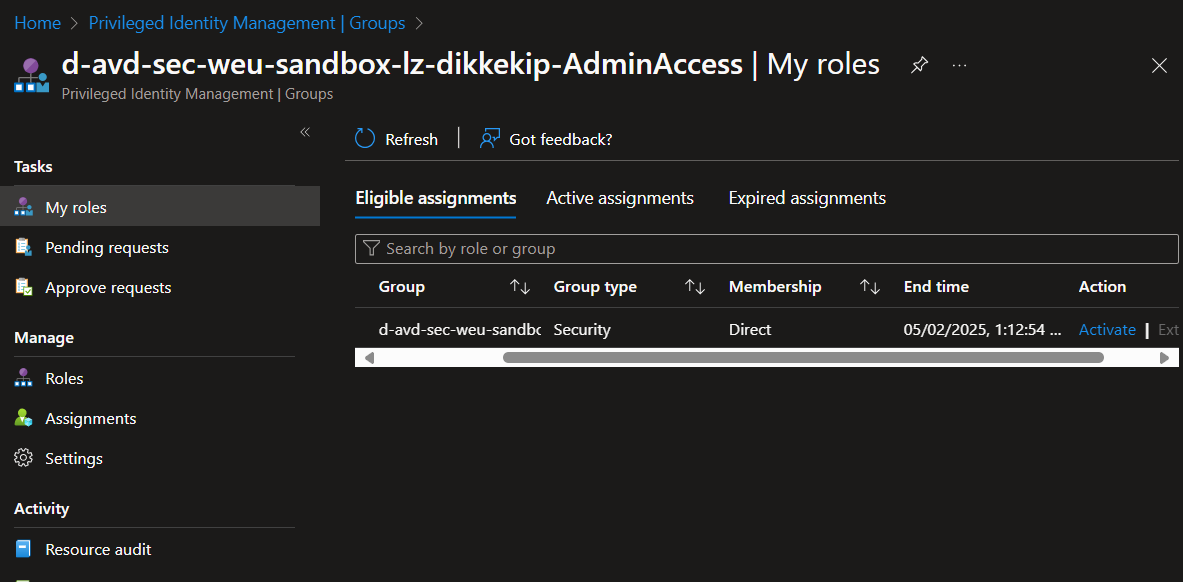 Home > Privileged Identity Management | Groups >
d-avd-sec-weu-sandbox-lz-dikkekip-AdminAccess | My roles ...
Privileged Identity Management | Groups
«
Refresh | Got feedback?
Tasks
My roles
Pending requests
Approve requests
Manage
Roles
Assignments
Settings
Activity
Resource audit
Eligible assignments Active assignments Expired assignments
Search by role or group
Group ↑↓ Group type ↑↓ Membership ↑↓ End time Action
d-avd-sec-weu-sandbc Security Direct 05/02/2025, 1:12:54 ... Activate | Ext